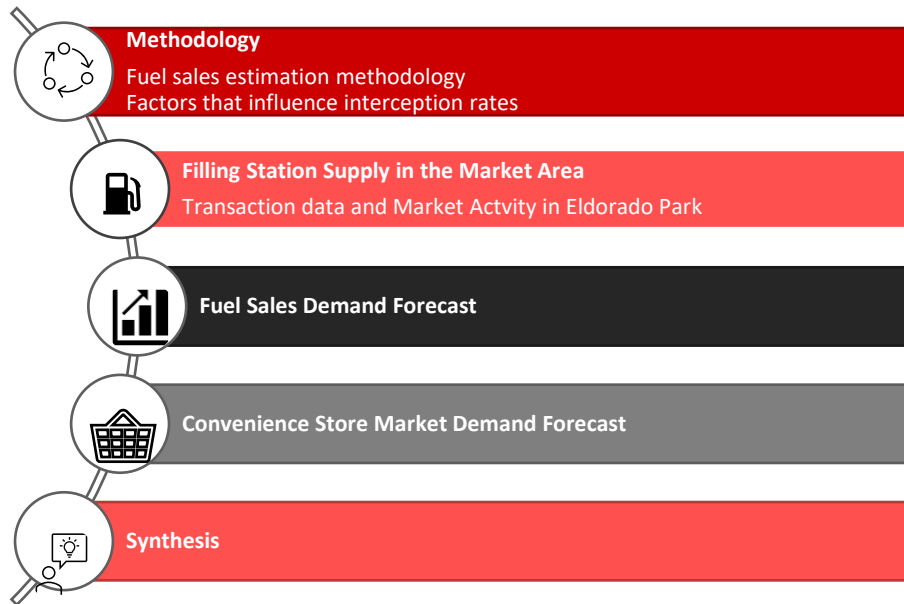 Methodology
Fuel sales estimation methodology
Factors that influence interception rates
Filling Station Supply in the Market Area
Transaction data and Market Actvity in Eldorado Park
Fuel Sales Demand Forecast
Convenience Store Market Demand Forecast
Synthesis